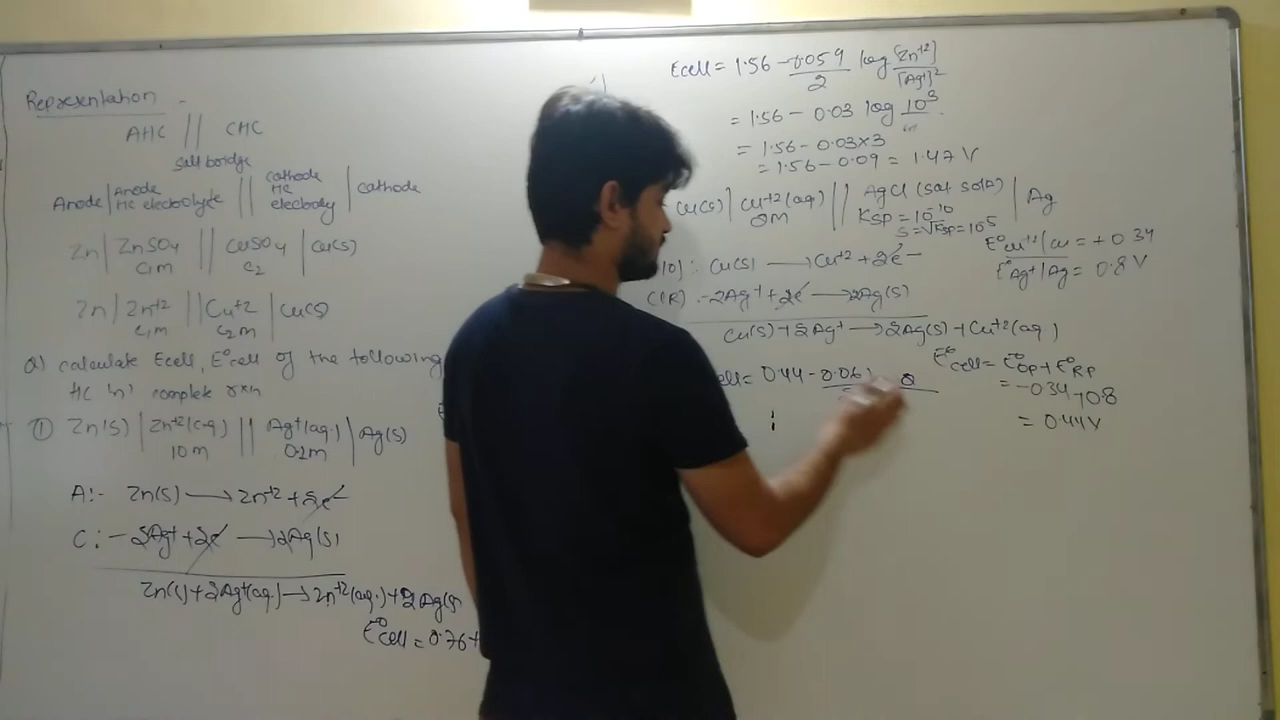 Representation -
AHC || CHC
salt bridge
Anode | Anode HC electrolyte || cathode HC | cathode
Zn | ZnSO4 || CuSO4 | Cu(s)
C1M C2
Zn | Zn+2 || Cu+2 | Cu(s)
C1M C2M
Q) calculate Ecell, E°cell of the following
HC complete rxn
① Zn(s) | Zn+2(aq) || Ag+(aq.) | Ag(s)
10M 0.2M
A:- Zn(s) → Zn+2 + 2e-
C:- 2Ag+ + 2e → 2Ag(s)
Zn(s) + 2Ag+(aq.) → Zn+2(aq.) + 2Ag(s
E°cell = 0.76+
Ecell = 1.56 - 0.059/2 log [Zn+2]/[Ag+]2
= 1.56 - 0.03 log 10^3
= 1.56 - 0.03x3
= 1.56 - 0.09 = 1.47 V
Cu(s) | Cu+2(aq) || AgCl (sat soln) | Ag
Ksp = 10^-10
S = √Ksp = 10^-5
E°Cu+2/Cu = + 0.34
E°Ag+/Ag = 0.8 V
Cu(s) → Cu+2 + 2e-
C(R) :- 2Ag+ + 2e → 2Ag(s)
Cu(s) + 2Ag+ → 2Ag(s) + Cu+2(aq)
E°cell = E°OP + E°RP
= -0.34+0.8
= 0.44V
ell = 0.44 - 0.06